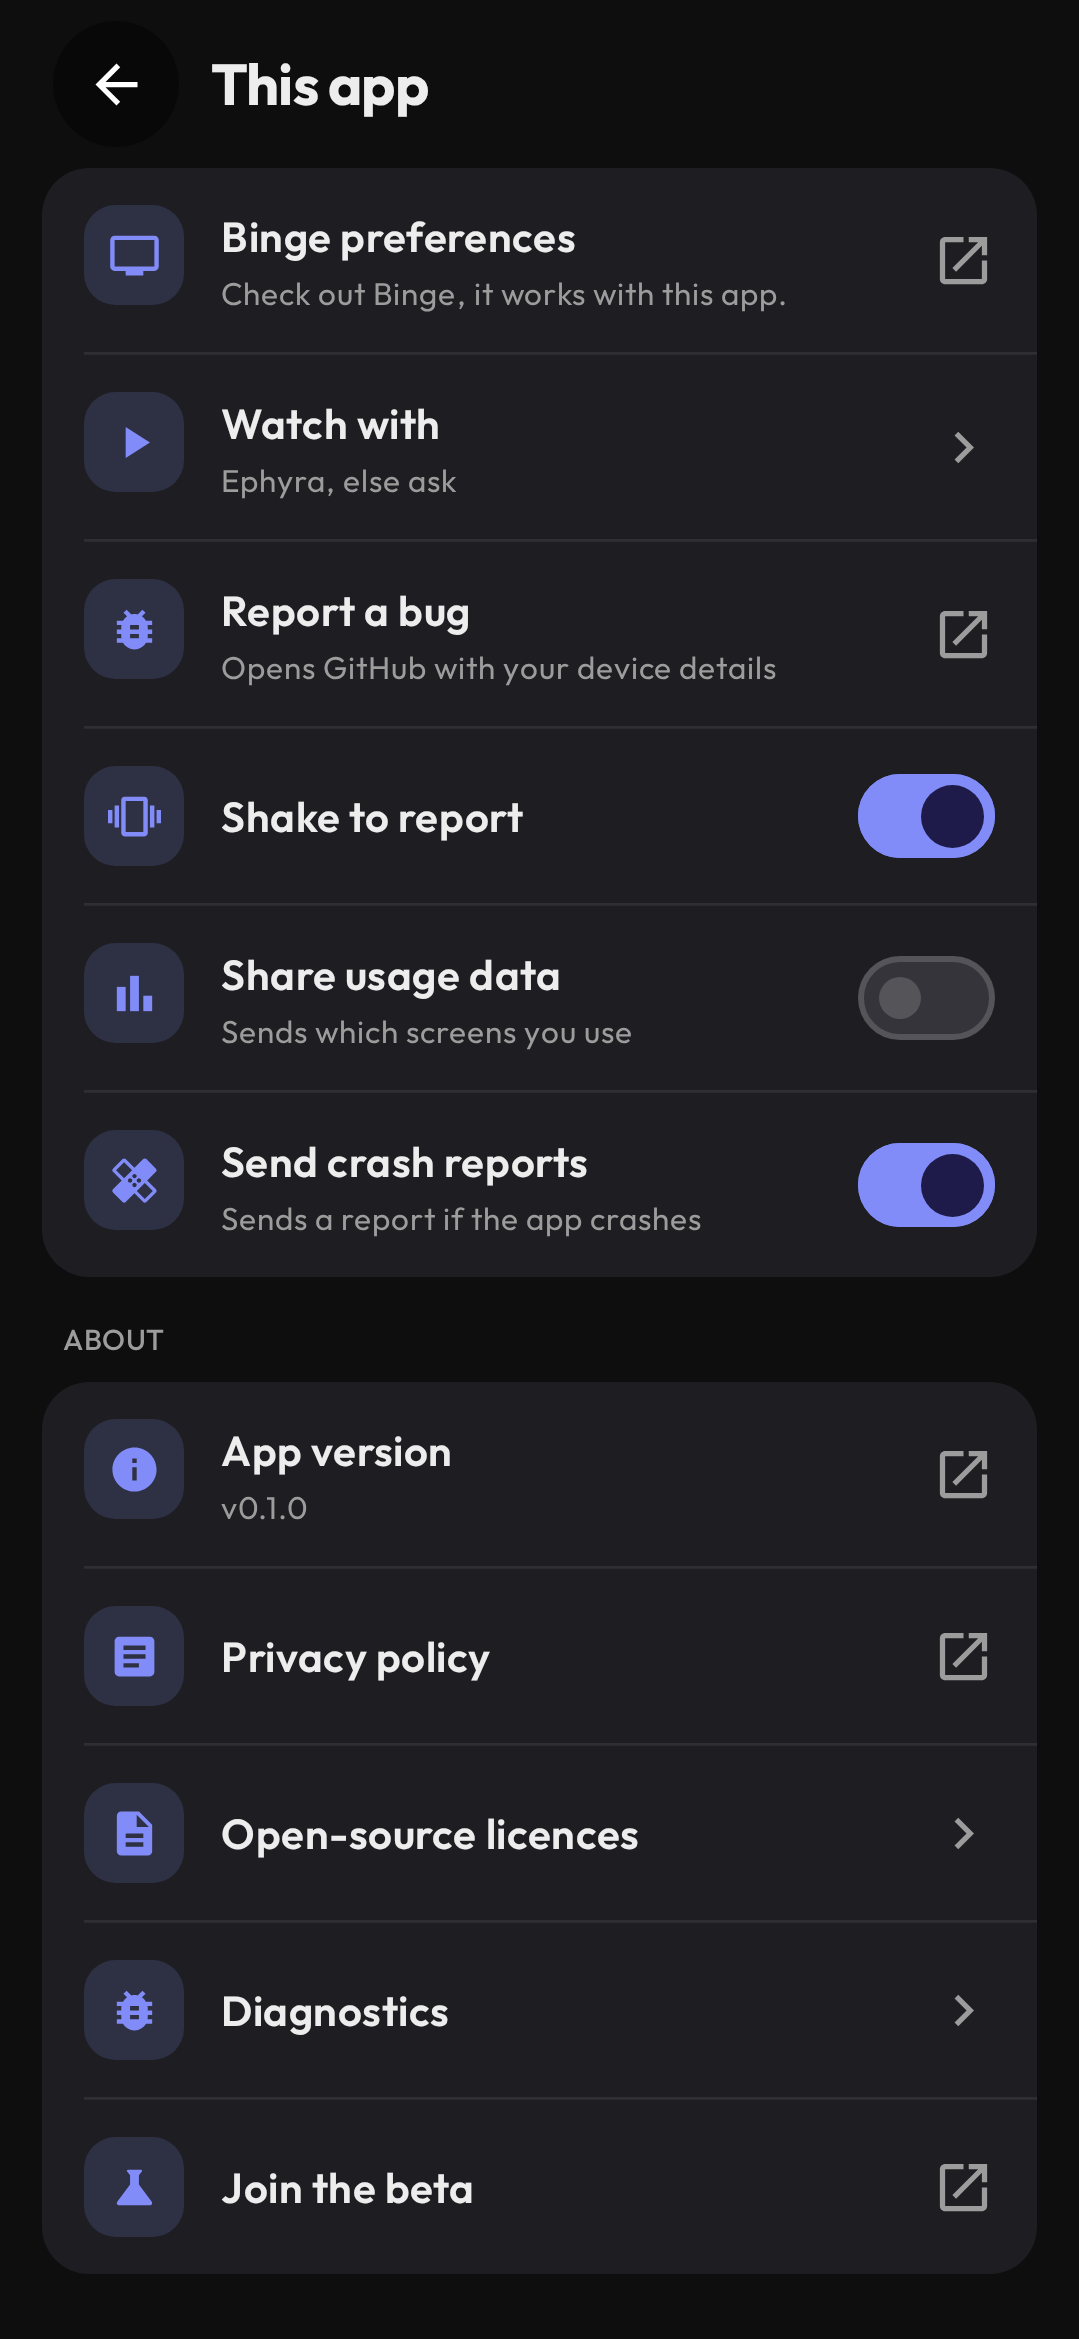 This app
Binge preferences
Check out Binge, it works with this app.
Watch with
Ephyra, else ask
Report a bug
Opens GitHub with your device details
Shake to report
Share usage data
Sends which screens you use
Send crash reports
Sends a report if the app crashes
ABOUT
App version
v0.1.0
Privacy policy
Open-source licences
Diagnostics
Join the beta